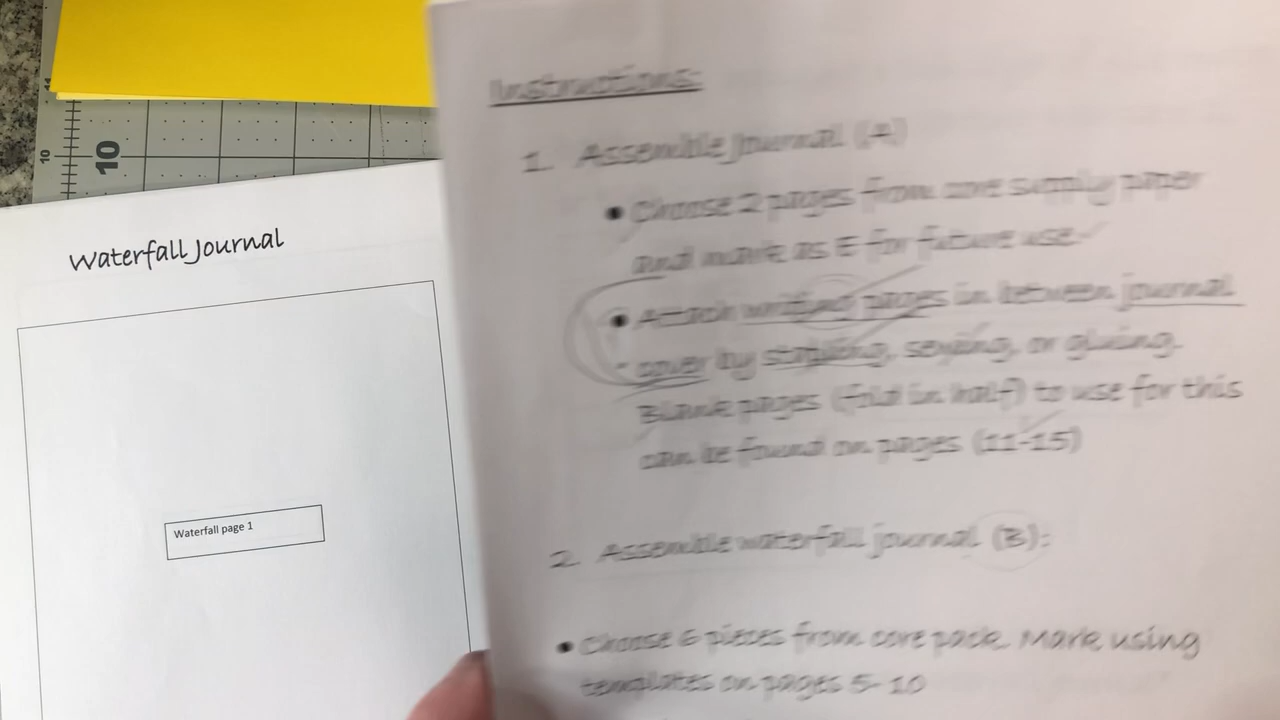 10
10
Waterfall Journal
Waterfall page 1
Instructions:
1. Assemble Journal (A)
• Choose 2 pages from core supply paper
and mark as E for future use
• Attach writing pages in between journal
- cover by stapling, sewing, or gluing.
Blank pages (fold in half) to use for this
can be found on pages (11-15)
2. Assemble waterfall journal (B):
• Choose 6 pieces from core pack. Mark using
templates on pages 5-10